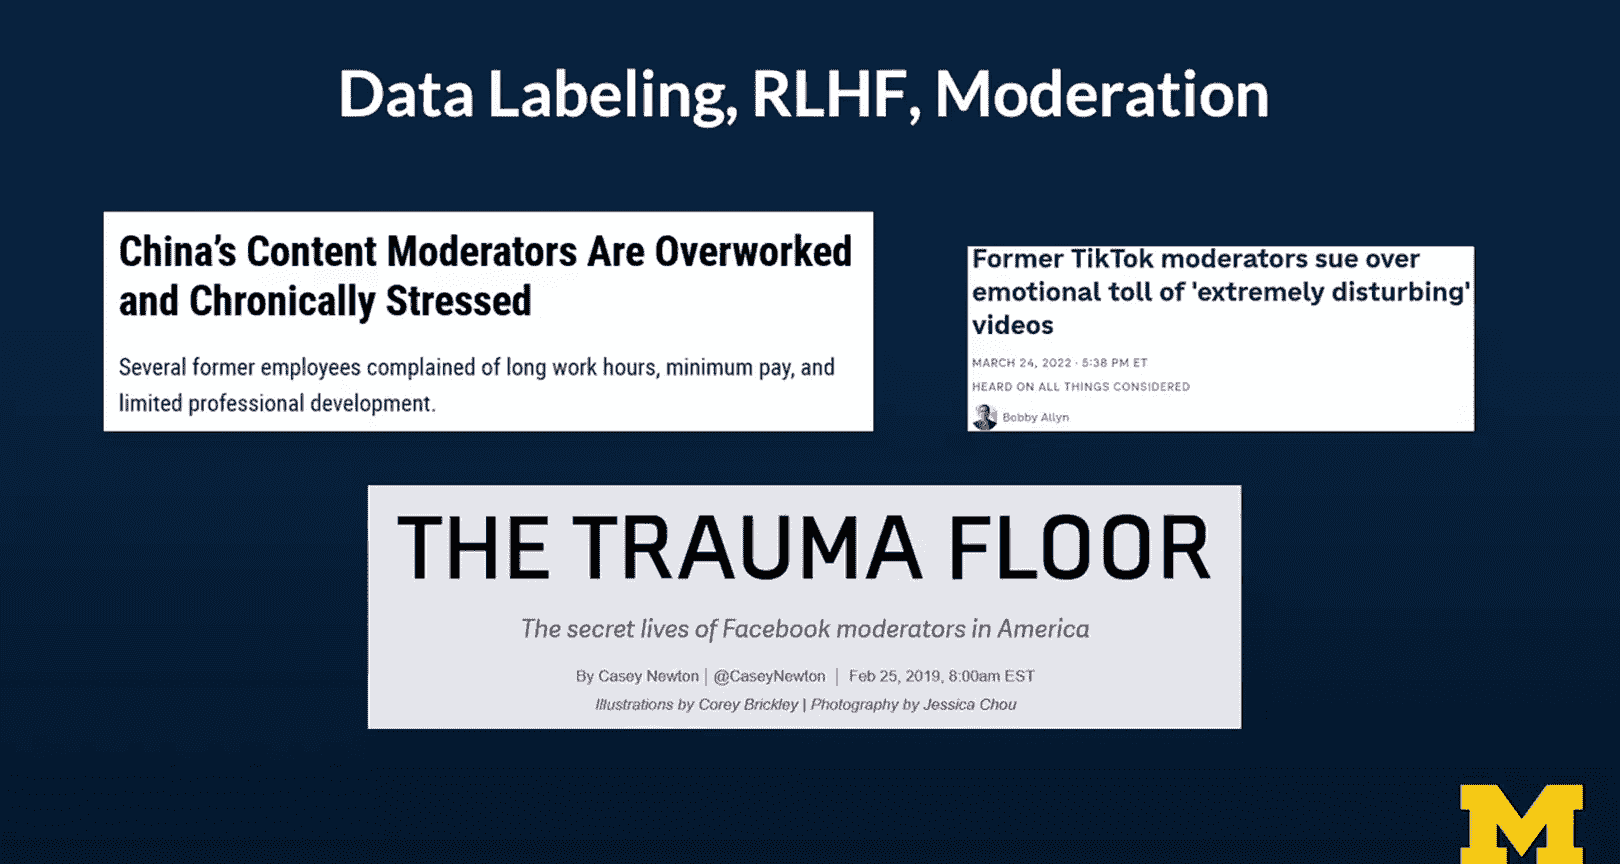 Data Labeling, RLHF, Moderation
China's Content Moderators Are Overworked
and Chronically Stressed
Several former employees complained of long work hours, minimum pay, and
limited professional development.
Former TikTok moderators sue over
emotional toll of 'extremely disturbing'
videos
MARCH 24, 2022 · 5:38 PM ET
HEARD ON ALL THINGS CONSIDERED
Bobby Allyn
THE TRAUMA FLOOR
The secret lives of Facebook moderators in America
By Casey Newton | @CaseyNewton | Feb 25, 2019, 8:00am EST
Illustrations by Corey Brickley | Photography by Jessica Chou
M